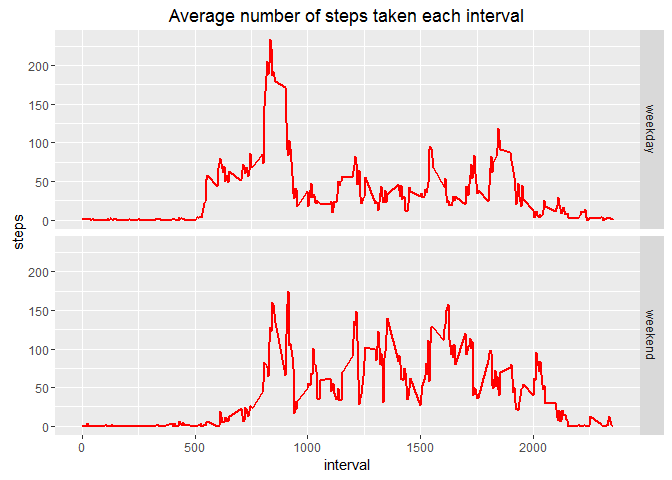 Average number of steps taken each interval
steps
200
150
100
50
0
weekday
200
150
100
50
0
weekend
0 500 1000 1500 2000
interval